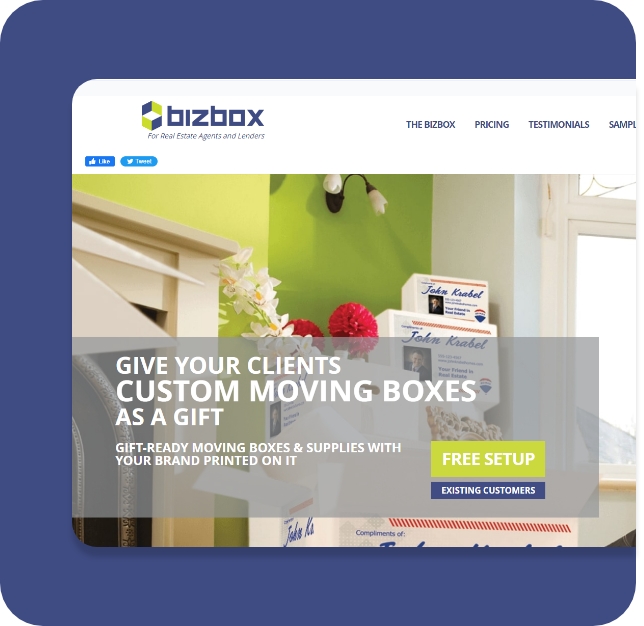 bizbox
For Real Estate Agents and Lenders
THE BIZBOX PRICING TESTIMONIALS SAMPL
Like Tweet
John Krabel
Your Friend in
Real Estate
Compliments of:
John Krabel
Your Friend in
Real Estate
GIVE YOUR CLIENTS
CUSTOM MOVING BOXES
AS A GIFT
GIFT-READY MOVING BOXES & SUPPLIES WITH
YOUR BRAND PRINTED ON IT
FREE SETUP
EXISTING CUSTOMERS
John Kr
Compliments of: